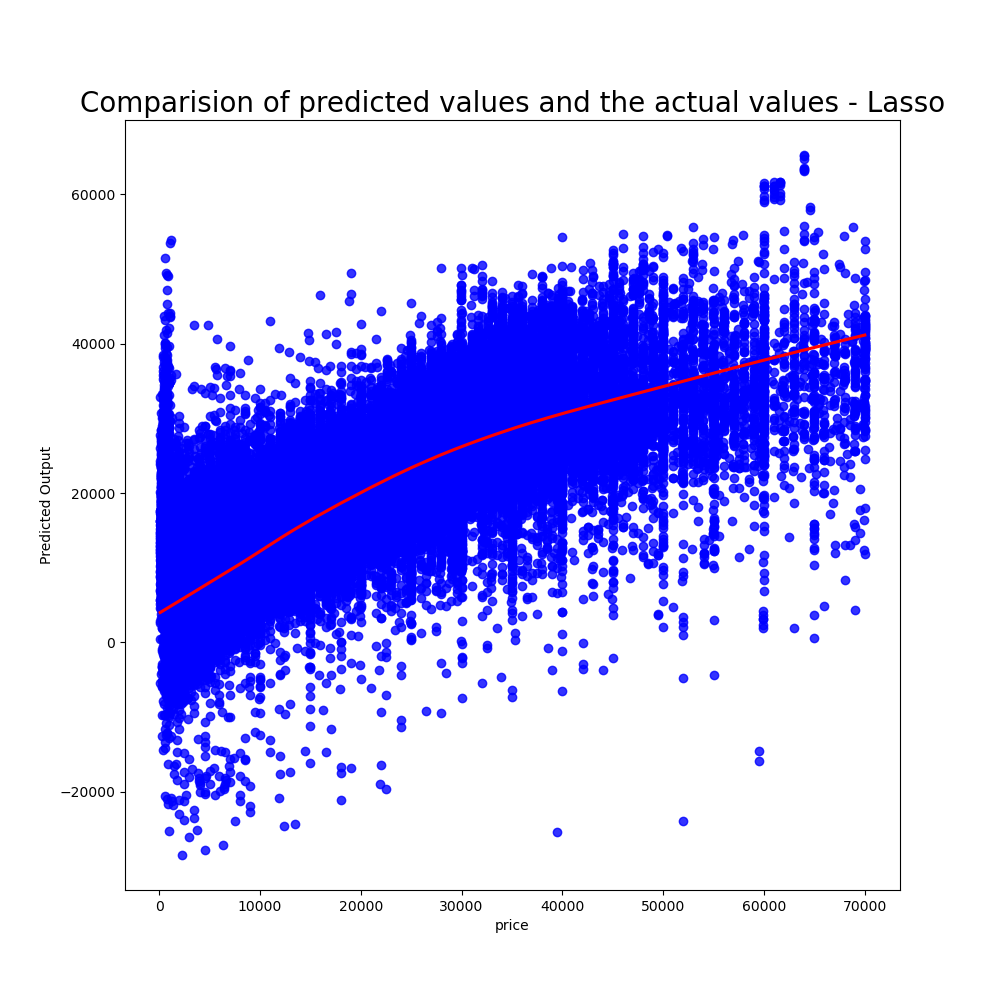 Comparision of predicted values and the actual values - Lasso
60000
40000
20000
0
−20000
Predicted Output
0 10000 20000 30000 40000 50000 60000 70000
price